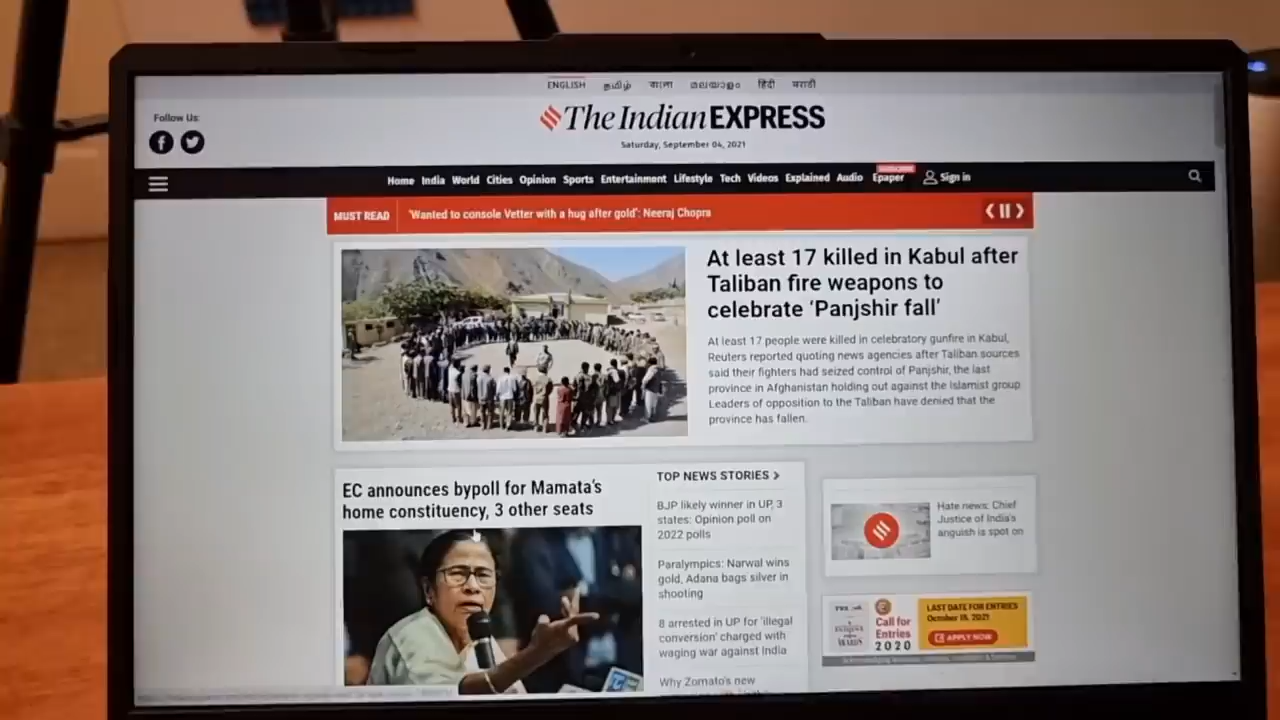 ENGLISH தமிழ் বাংলা മലയാളം हिंदी मराठी
Follow Us:
The Indian EXPRESS
Saturday, September 04, 2021
Home India World Cities Opinion Sports Entertainment Lifestyle Tech Videos Explained Audio Epaper Sign in
MUST READ 'Wanted to console Vetter with a hug after gold': Neeraj Chopra
At least 17 killed in Kabul after
Taliban fire weapons to
celebrate 'Panjshir fall'
At least 17 people were killed in celebratory gunfire in Kabul,
Reuters reported quoting news agencies after Taliban sources
said their fighters had seized control of Panjshir, the last
province in Afghanistan holding out against the Islamist group
Leaders of opposition to the Taliban have denied that the
province has fallen.
EC announces bypoll for Mamata's
home constituency, 3 other seats
TOP NEWS STORIES
BJP likely winner in UP, 3
states: Opinion poll on
2022 polls
Paralympics: Narwal wins
gold, Adana bags silver in
shooting
8 arrested in UP for 'illegal
conversion' charged with
waging war against India
Why Zomato's new
Hate news: Chief
Justice of India's
anguish is spot on
Call for
Entries
2020
LAST DATE FOR ENTRIES
October 15, 2021
APPLY NOW